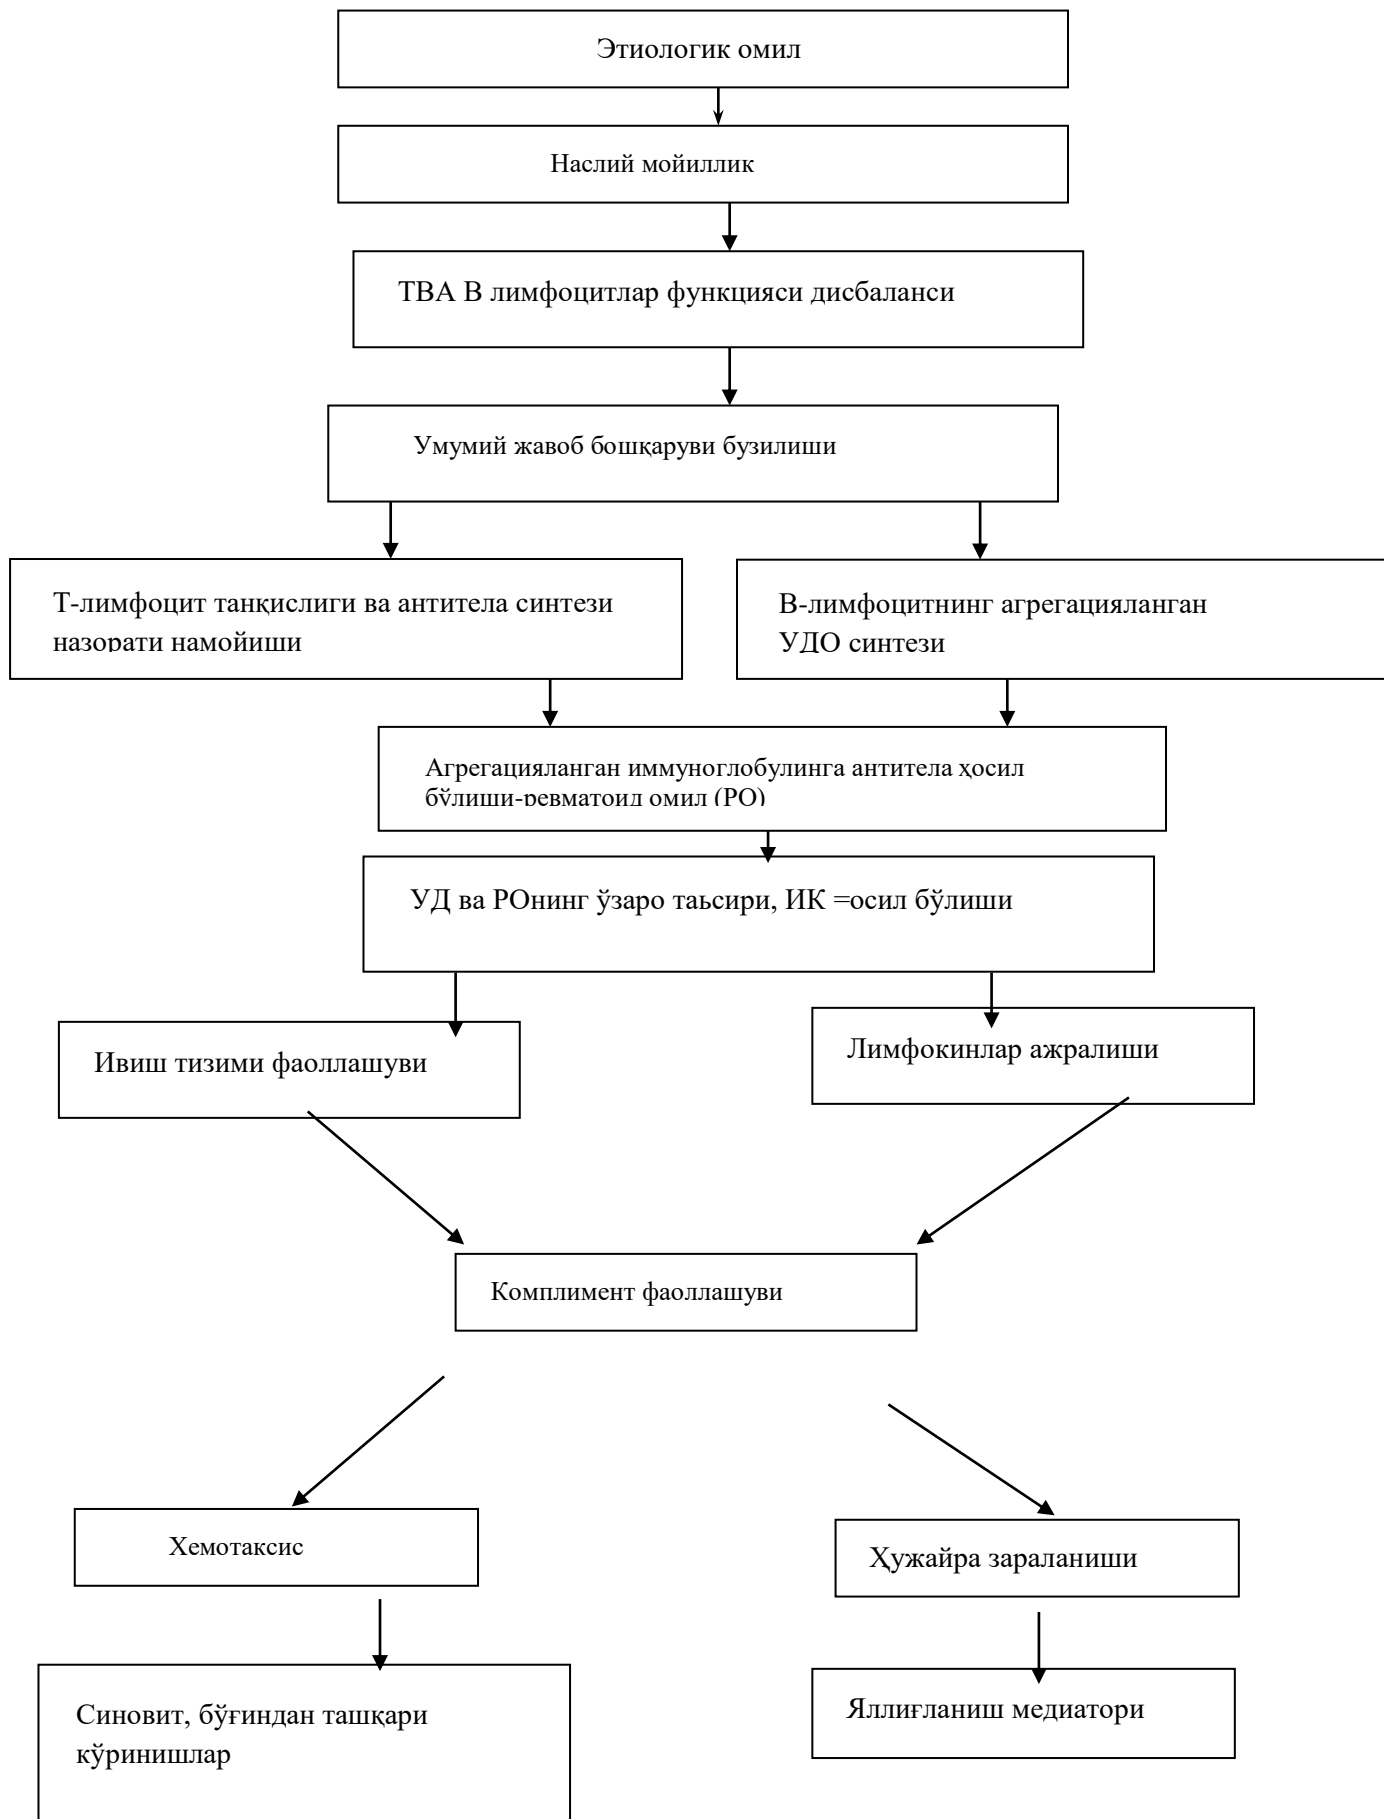 Этиологик омил
Наслий мойиллик
ТВА В лимфоцитлар функцияси дисбаланси
Умумий жавоб бошқаруви бузилиши
Т-лимфоцит танқислиги ва антитела синтези
назорати намойиши
В-лимфоцитнинг агрегацияланган
УДО синтези
Агрегацияланган иммуноглобулинга антитела ҳосил
бўлиши-ревматоид омил (РО)
УД ва РОнинг ўзаро таьсири, ИК =осил бўлиши
Ивиш тизими фаоллашуви
Лимфокинлар ажралиши
Комплимент фаоллашуви
Хемотаксис
Ҳужайра зараланиши
Синовит, бўғиндан ташқари
кўринишлар
Яллиғланиш медиатори